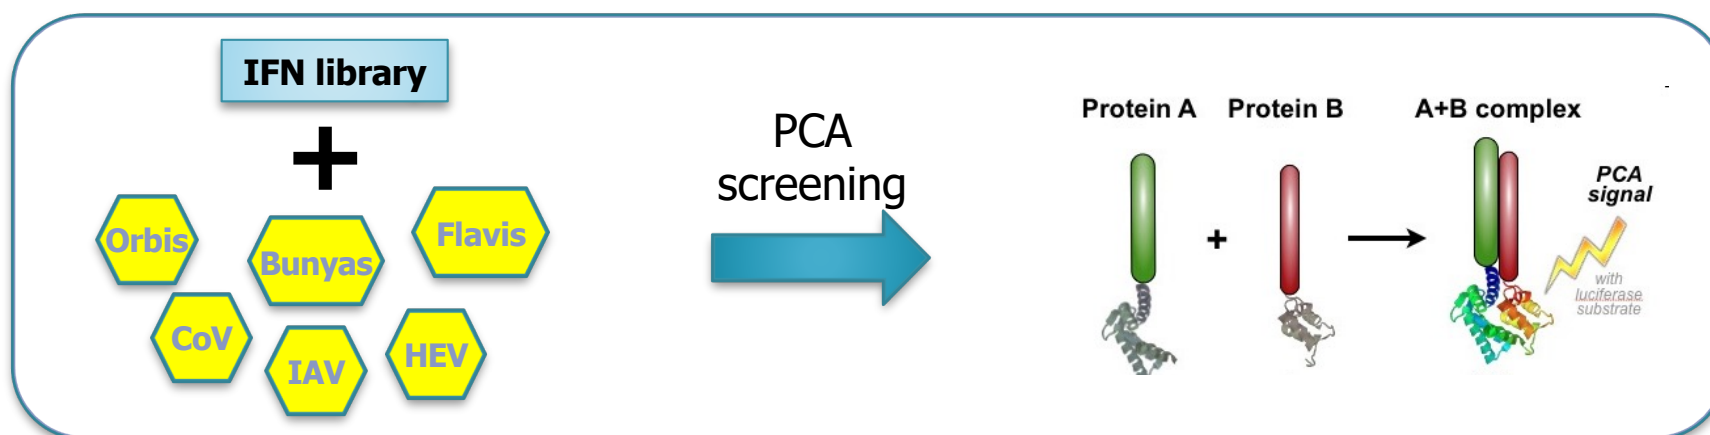 IFN library
+
Orbis
Bunyas
Flavis
CoV
IAV
HEV
PCA
screening
Protein A
Protein B
A+B complex
+
PCA
signal
with
luciferase
substrate